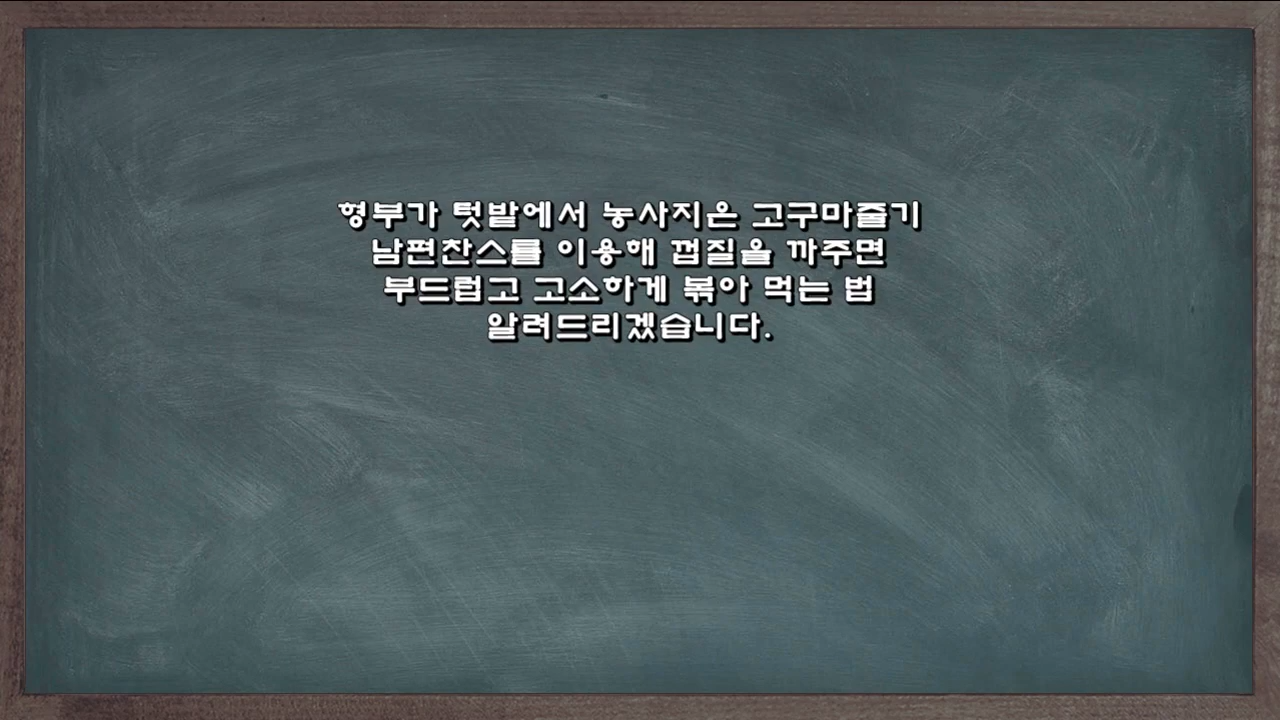 형부가 텃밭에서 농사지은 고구마줄기
남편찬스를 이용해 껍질을 까주면
부드럽고 고소하게 볶아 먹는 법
알려드리겠습니다.